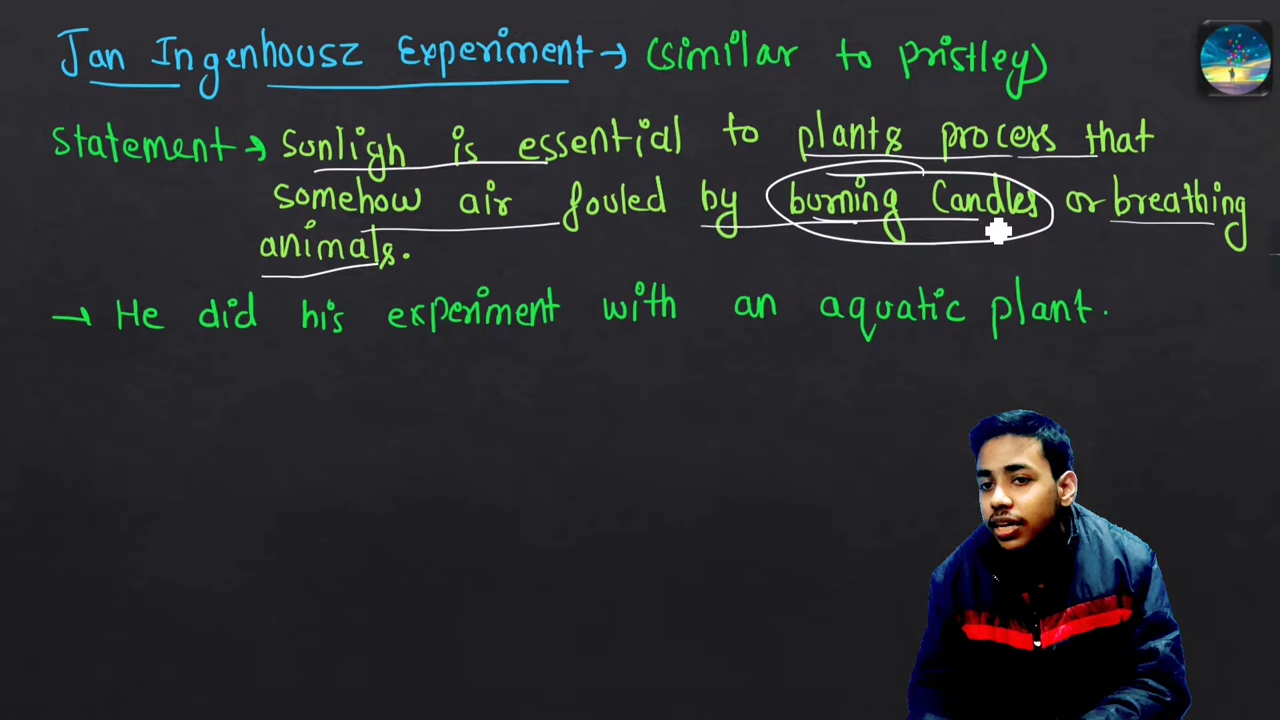 Jan Ingenhousz Experiment → (similar to pristley)
Statement → Sunligh is essential to plants process that
somehow air fouled by burning Candles or breathing
animals.
→ He did his experiment with an aquatic plant.